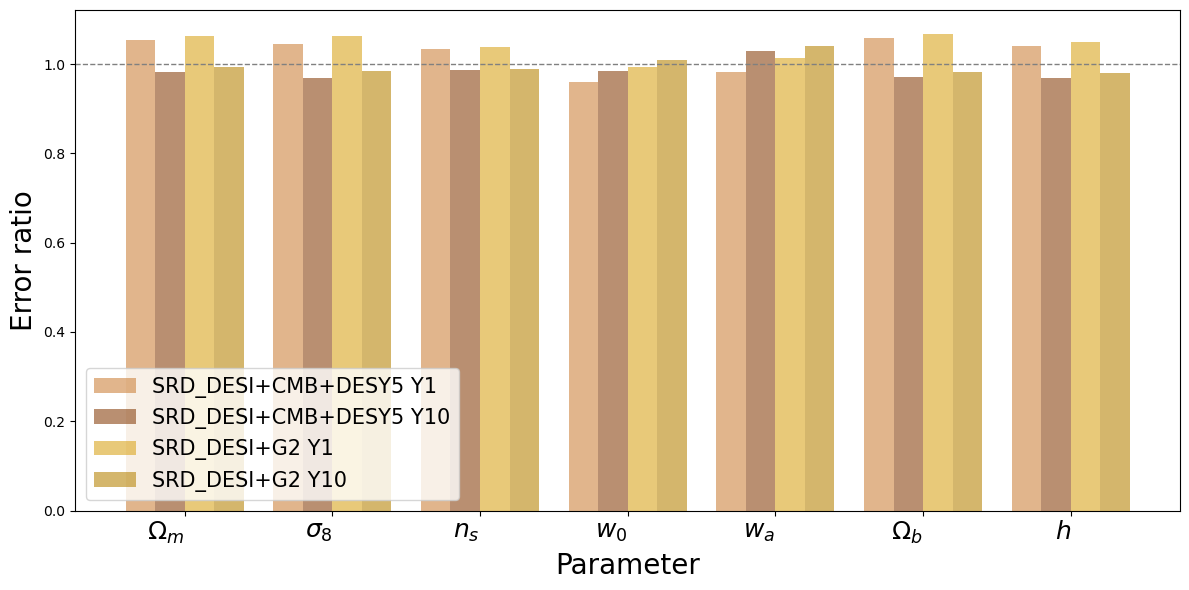 Error ratio
1.0
0.8
0.6
0.4
0.2
0.0
SRD_DESI+CMB+DESY5 Y1
SRD_DESI+CMB+DESY5 Y10
SRD_DESI+G2 Y1
SRD_DESI+G2 Y10
Ωm σ8 ns w0 wa Ωb h
Parameter